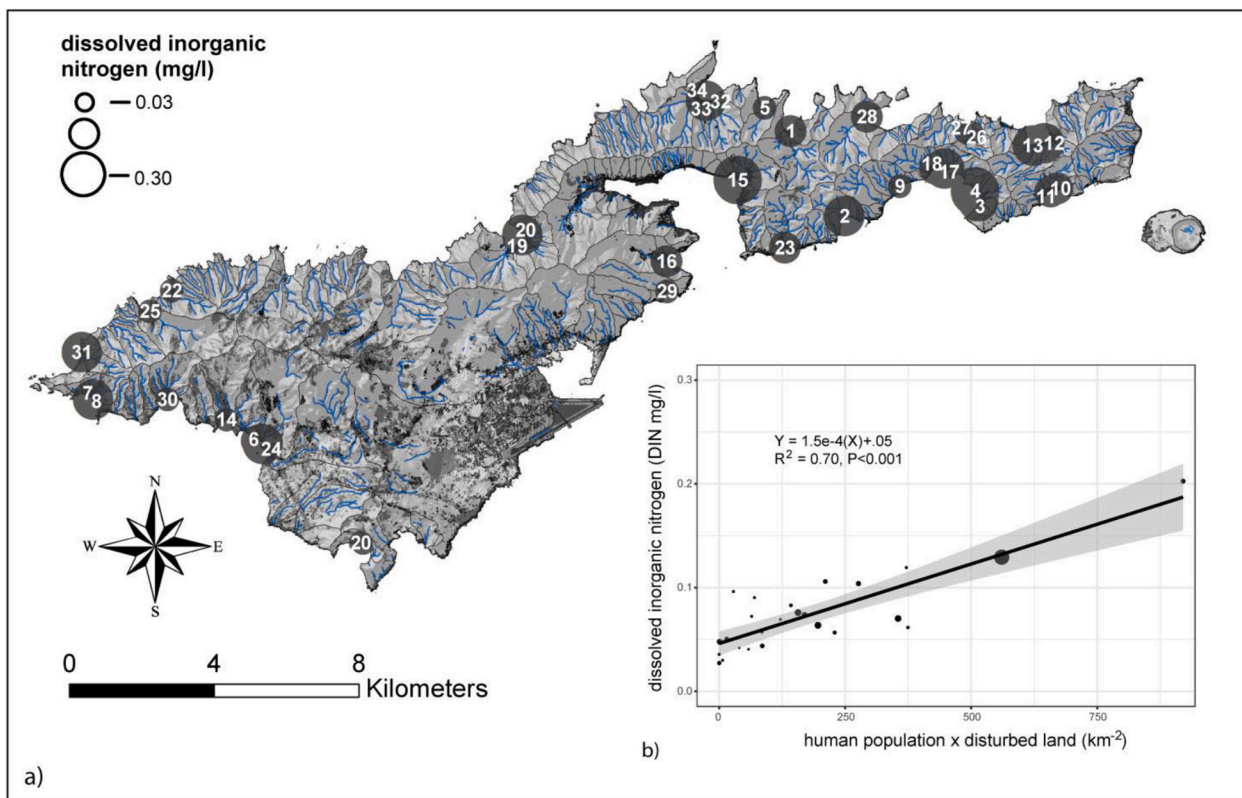 dissolved inorganic
nitrogen (mg/l)
0.03
0.30
34
32
33
5
1
28
27
26
13
12
18
17
15
9
4
3
10
11
2
23
20
19
16
29
22
25
31
7
8
30
14
6
24
20
N
W
E
S
0 4 8
Kilometers
a)
dissolved inorganic nitrogen (DIN mg/l)
0.3
0.2
0.1
0.0
Y = 1.5e-4(X)+.05
R² = 0.70, P<0.001
0 250 500 750
human population x disturbed land (km⁻²)
b)